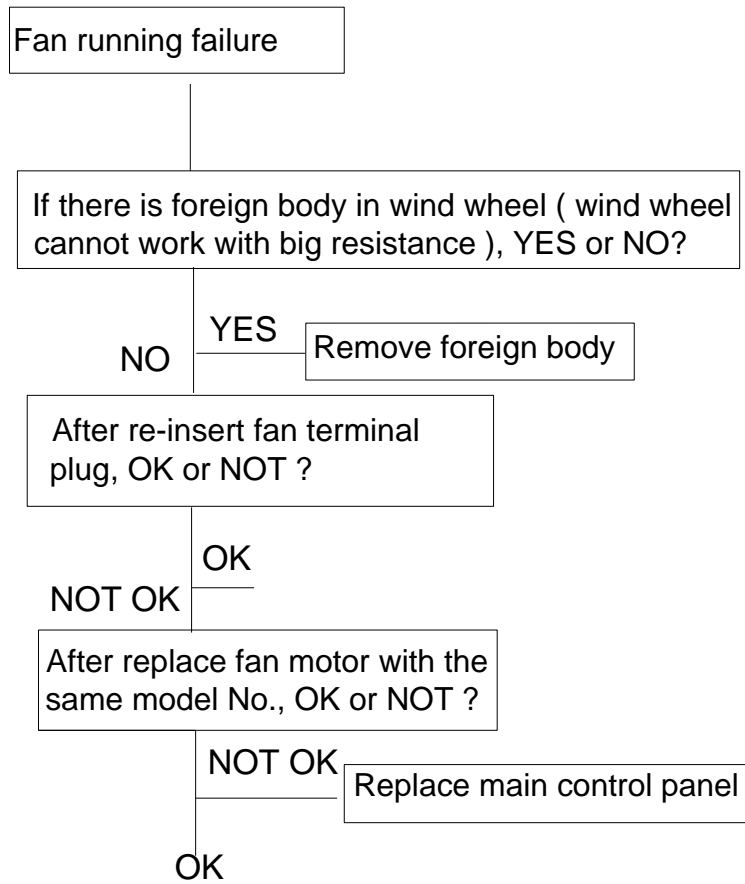 Fan running failure
If there is foreign body in wind wheel ( wind wheel
cannot work with big resistance ), YES or NO?
YES
NO
Remove foreign body
After re-insert fan terminal
plug, OK or NOT ?
OK
NOT OK
After replace fan motor with the
same model No., OK or NOT ?
NOT OK
Replace main control panel
OK